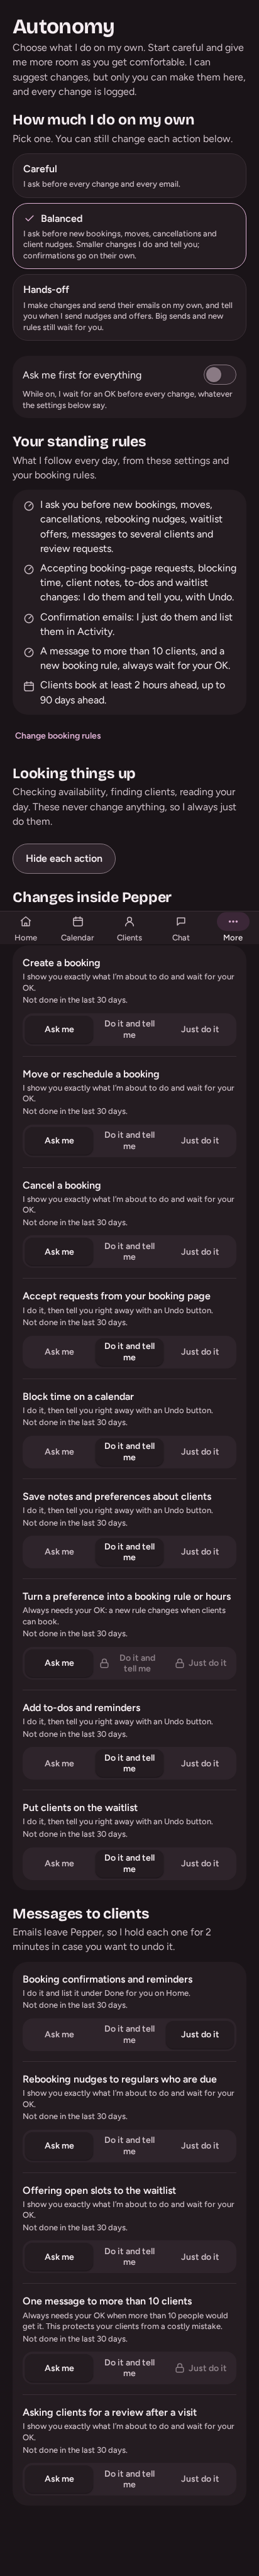 Autonomy
Choose what I do on my own. Start careful and give
me more room as you get comfortable. I can
suggest changes, but only you can make them here,
and every change is logged.
How much I do on my own
Pick one. You can still change each action below.
Careful
I ask before every change and every email.
Balanced
I ask before new bookings, moves, cancellations and
client nudges. Smaller changes I do and tell you;
confirmations go on their own.
Hands-off
I make changes and send their emails on my own, and tell
you when I send nudges and offers. Big sends and new
rules still wait for you.
Ask me first for everything
While on, I wait for an OK before every change, whatever
the settings below say.
Your standing rules
What I follow every day, from these settings and
your booking rules.
I ask you before new bookings, moves,
cancellations, rebooking nudges, waitlist
offers, messages to several clients and
review requests.
Accepting booking-page requests, blocking
time, client notes, to-dos and waitlist
changes: I do them and tell you, with Undo.
Confirmation emails: I just do them and list
them in Activity.
A message to more than 10 clients, and a
new booking rule, always wait for your OK.
Clients book at least 2 hours ahead, up to
90 days ahead.
Change booking rules
Looking things up
Checking availability, finding clients, reading your
day. These never change anything, so I always just
do them.
Hide each action
Changes inside Pepper
Home
Calendar
Clients
Chat
More
Create a booking
I show you exactly what I'm about to do and wait for your
OK.
Not done in the last 30 days.
Ask me
Do it and tell
me
Just do it
Move or reschedule a booking
I show you exactly what I'm about to do and wait for your
OK.
Not done in the last 30 days.
Ask me
Do it and tell
me
Just do it
Cancel a booking
I show you exactly what I'm about to do and wait for your
OK.
Not done in the last 30 days.
Ask me
Do it and tell
me
Just do it
Accept requests from your booking page
I do it, then tell you right away with an Undo button.
Not done in the last 30 days.
Ask me
Do it and tell
me
Just do it
Block time on a calendar
I do it, then tell you right away with an Undo button.
Not done in the last 30 days.
Ask me
Do it and tell
me
Just do it
Save notes and preferences about clients
I do it, then tell you right away with an Undo button.
Not done in the last 30 days.
Ask me
Do it and tell
me
Just do it
Turn a preference into a booking rule or hours
Always needs your OK: a new rule changes when clients
can book.
Not done in the last 30 days.
Ask me
Do it and
tell me
Just do it
Add to-dos and reminders
I do it, then tell you right away with an Undo button.
Not done in the last 30 days.
Ask me
Do it and tell
me
Just do it
Put clients on the waitlist
I do it, then tell you right away with an Undo button.
Not done in the last 30 days.
Ask me
Do it and tell
me
Just do it
Messages to clients
Emails leave Pepper, so I hold each one for 2
minutes in case you want to undo it.
Booking confirmations and reminders
I do it and list it under Done for you on Home.
Not done in the last 30 days.
Ask me
Do it and tell
me
Just do it
Rebooking nudges to regulars who are due
I show you exactly what I'm about to do and wait for your
OK.
Not done in the last 30 days.
Ask me
Do it and tell
me
Just do it
Offering open slots to the waitlist
I show you exactly what I'm about to do and wait for your
OK.
Not done in the last 30 days.
Ask me
Do it and tell
me
Just do it
One message to more than 10 clients
Always needs your OK when more than 10 people would
get it. This protects your clients from a costly mistake.
Not done in the last 30 days.
Ask me
Do it and tell
me
Just do it
Asking clients for a review after a visit
I show you exactly what I'm about to do and wait for your
OK.
Not done in the last 30 days.
Ask me
Do it and tell
me
Just do it